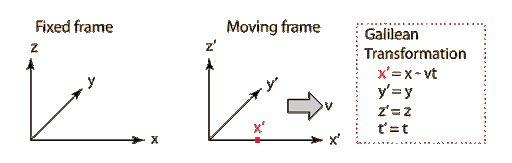 Fixed frame
z
y
x
Moving frame
z′
y′
v
x′
x′
Galilean
Transformation
x′ = x - vt
y′ = y
z′ = z
t′ = t